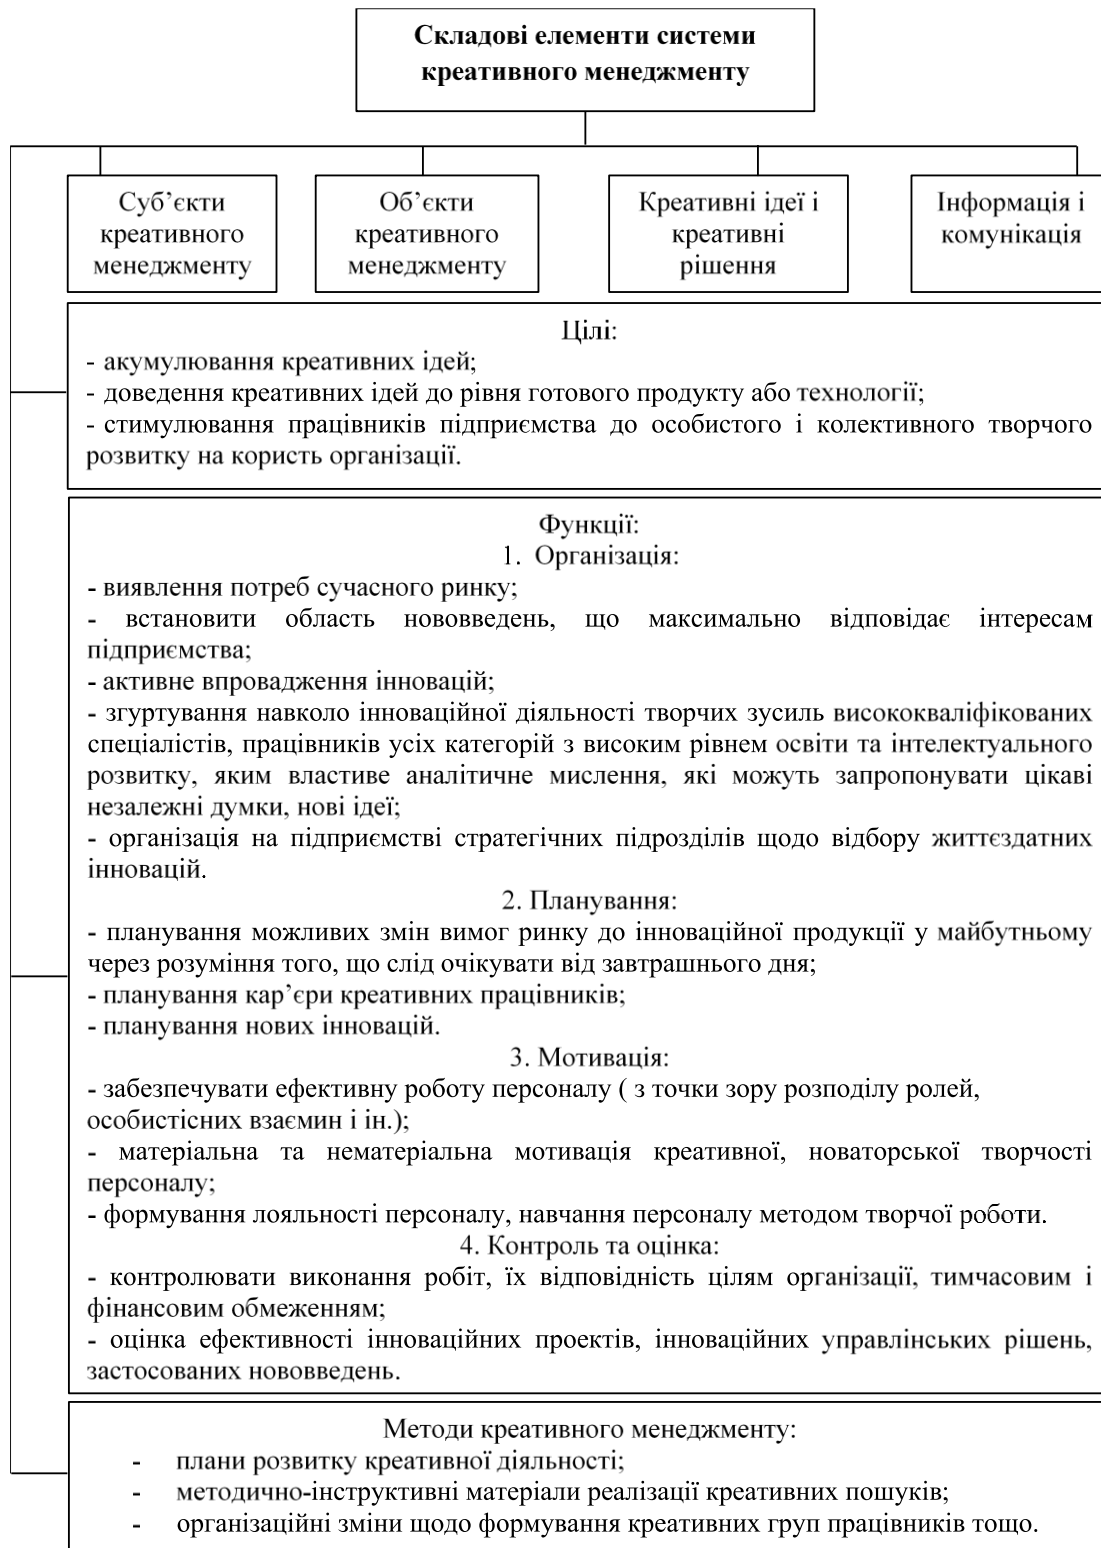 Складові елементи системи
креативного менеджменту
Суб’єкти
креативного
менеджменту
Об’єкти
креативного
менеджменту
Креативні ідеї і
креативні
рішення
Інформація і
комунікація
Цілі:
- акумулювання креативних ідей;
- доведення креативних ідей до рівня готового продукту або технології;
- стимулювання працівників підприємства до особистого і колективного творчого
розвитку на користь організації.
Функції:
1. Організація:
- виявлення потреб сучасного ринку;
- встановити область нововведень, що максимально відповідає інтересам
підприємства;
- активне впровадження інновацій;
- згуртування навколо інноваційної діяльності творчих зусиль висококваліфікованих
спеціалістів, працівників усіх категорій з високим рівнем освіти та інтелектуального
розвитку, яким властиве аналітичне мислення, які можуть запропонувати цікаві
незалежні думки, нові ідеї;
- організація на підприємстві стратегічних підрозділів щодо відбору життєздатних
інновацій.
2. Планування:
- планування можливих змін вимог ринку до інноваційної продукції у майбутньому
через розуміння того, що слід очікувати від завтрашнього дня;
- планування кар’єри креативних працівників;
- планування нових інновацій.
3. Мотивація:
- забезпечувати ефективну роботу персоналу ( з точки зору розподілу ролей,
особистісних взаємин і ін.);
- матеріальна та нематеріальна мотивація креативної, новаторської творчості
персоналу;
- формування лояльності персоналу, навчання персоналу методом творчої роботи.
4. Контроль та оцінка:
- контролювати виконання робіт, їх відповідність цілям організації, тимчасовим і
фінансовим обмеженням;
- оцінка ефективності інноваційних проектів, інноваційних управлінських рішень,
застосованих нововведень.
Методи креативного менеджменту:
- плани розвитку креативної діяльності;
- методично-інструктивні матеріали реалізації креативних пошуків;
- організаційні зміни щодо формування креативних груп працівників тощо.